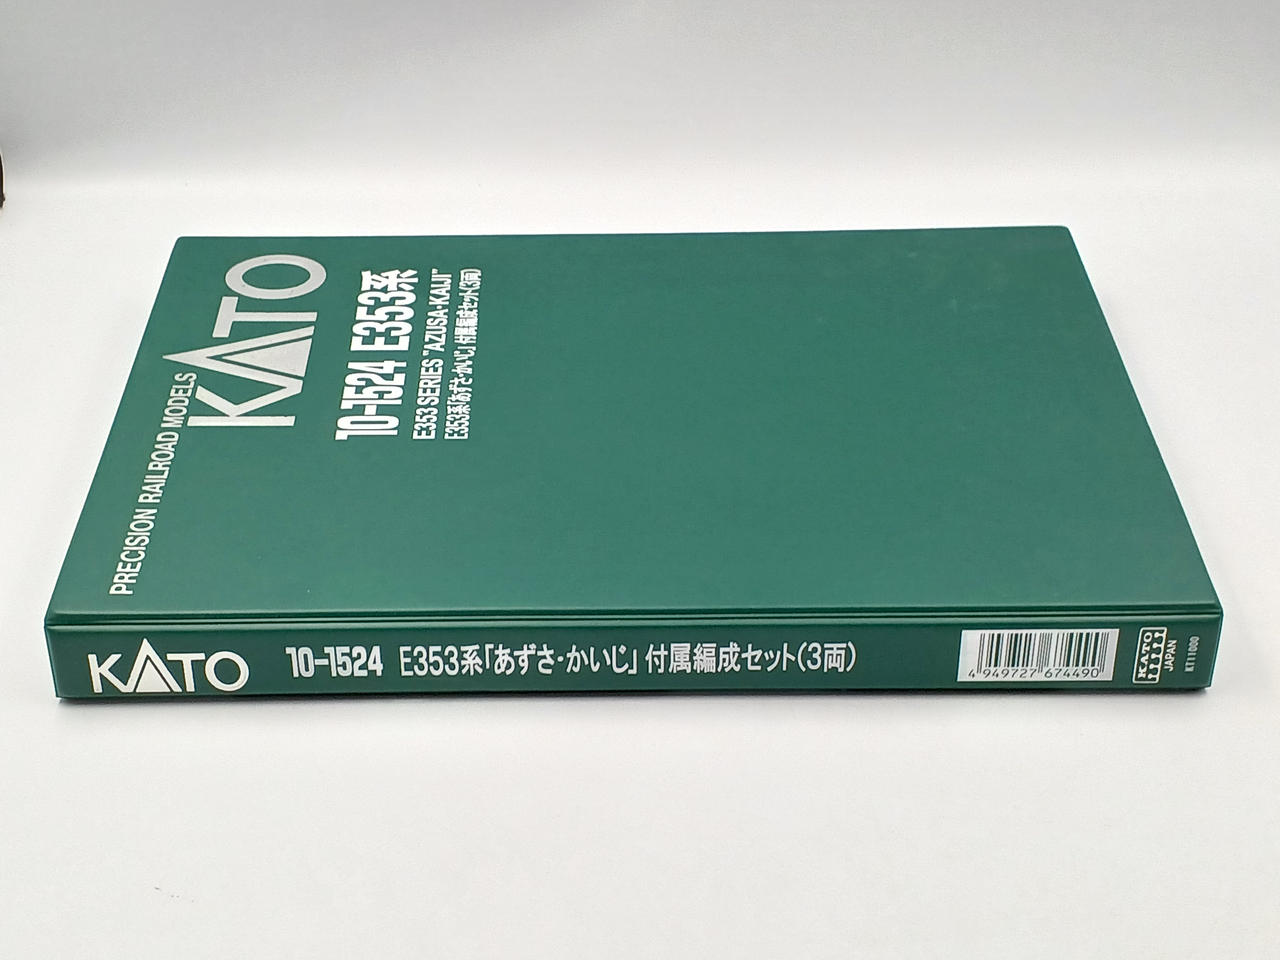 PRECISION RAILROAD MODELS
KATO
10-1524 E353系
E353 SERIES "AZUSA・KAIJI"
E353系「あずさ・かいじ」付属編成セット(3両)
KATO 10-1524 E353系「あずさ・かいじ」付属編成セット(3両)
4 949727 674490
KATO
JAPAN
KT1100